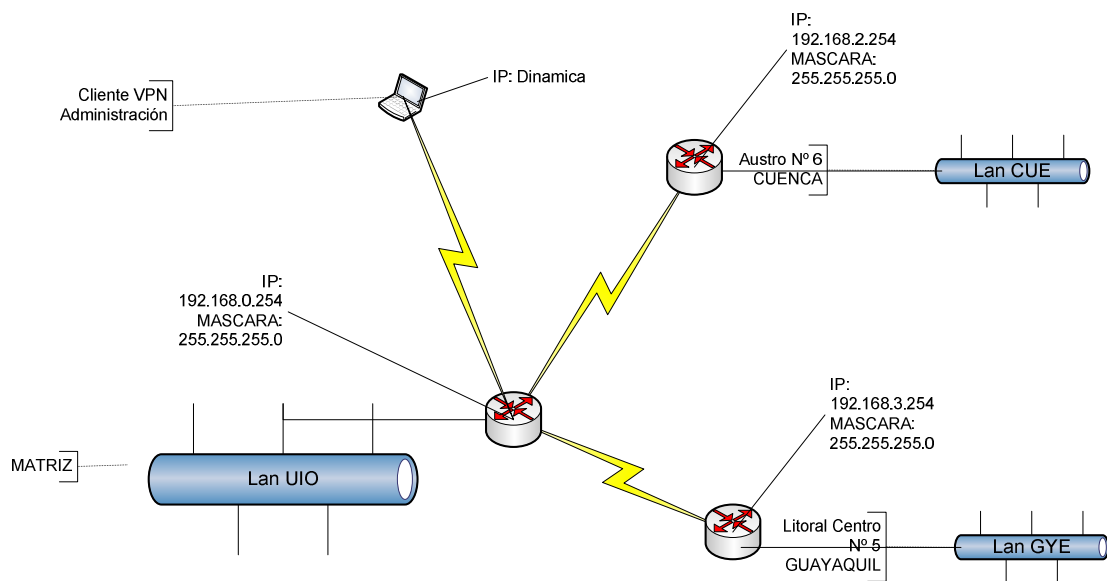 IP:
192.168.2.254
MASCARA:
255.255.255.0
IP: Dinamica
Cliente VPN
Administración
Austro Nº 6
CUENCA
Lan CUE
IP:
192.168.0.254
MASCARA:
255.255.255.0
IP:
192.168.3.254
MASCARA:
255.255.255.0
MATRIZ
Lan UIO
Litoral Centro
Nº 5
GUAYAQUIL
Lan GYE